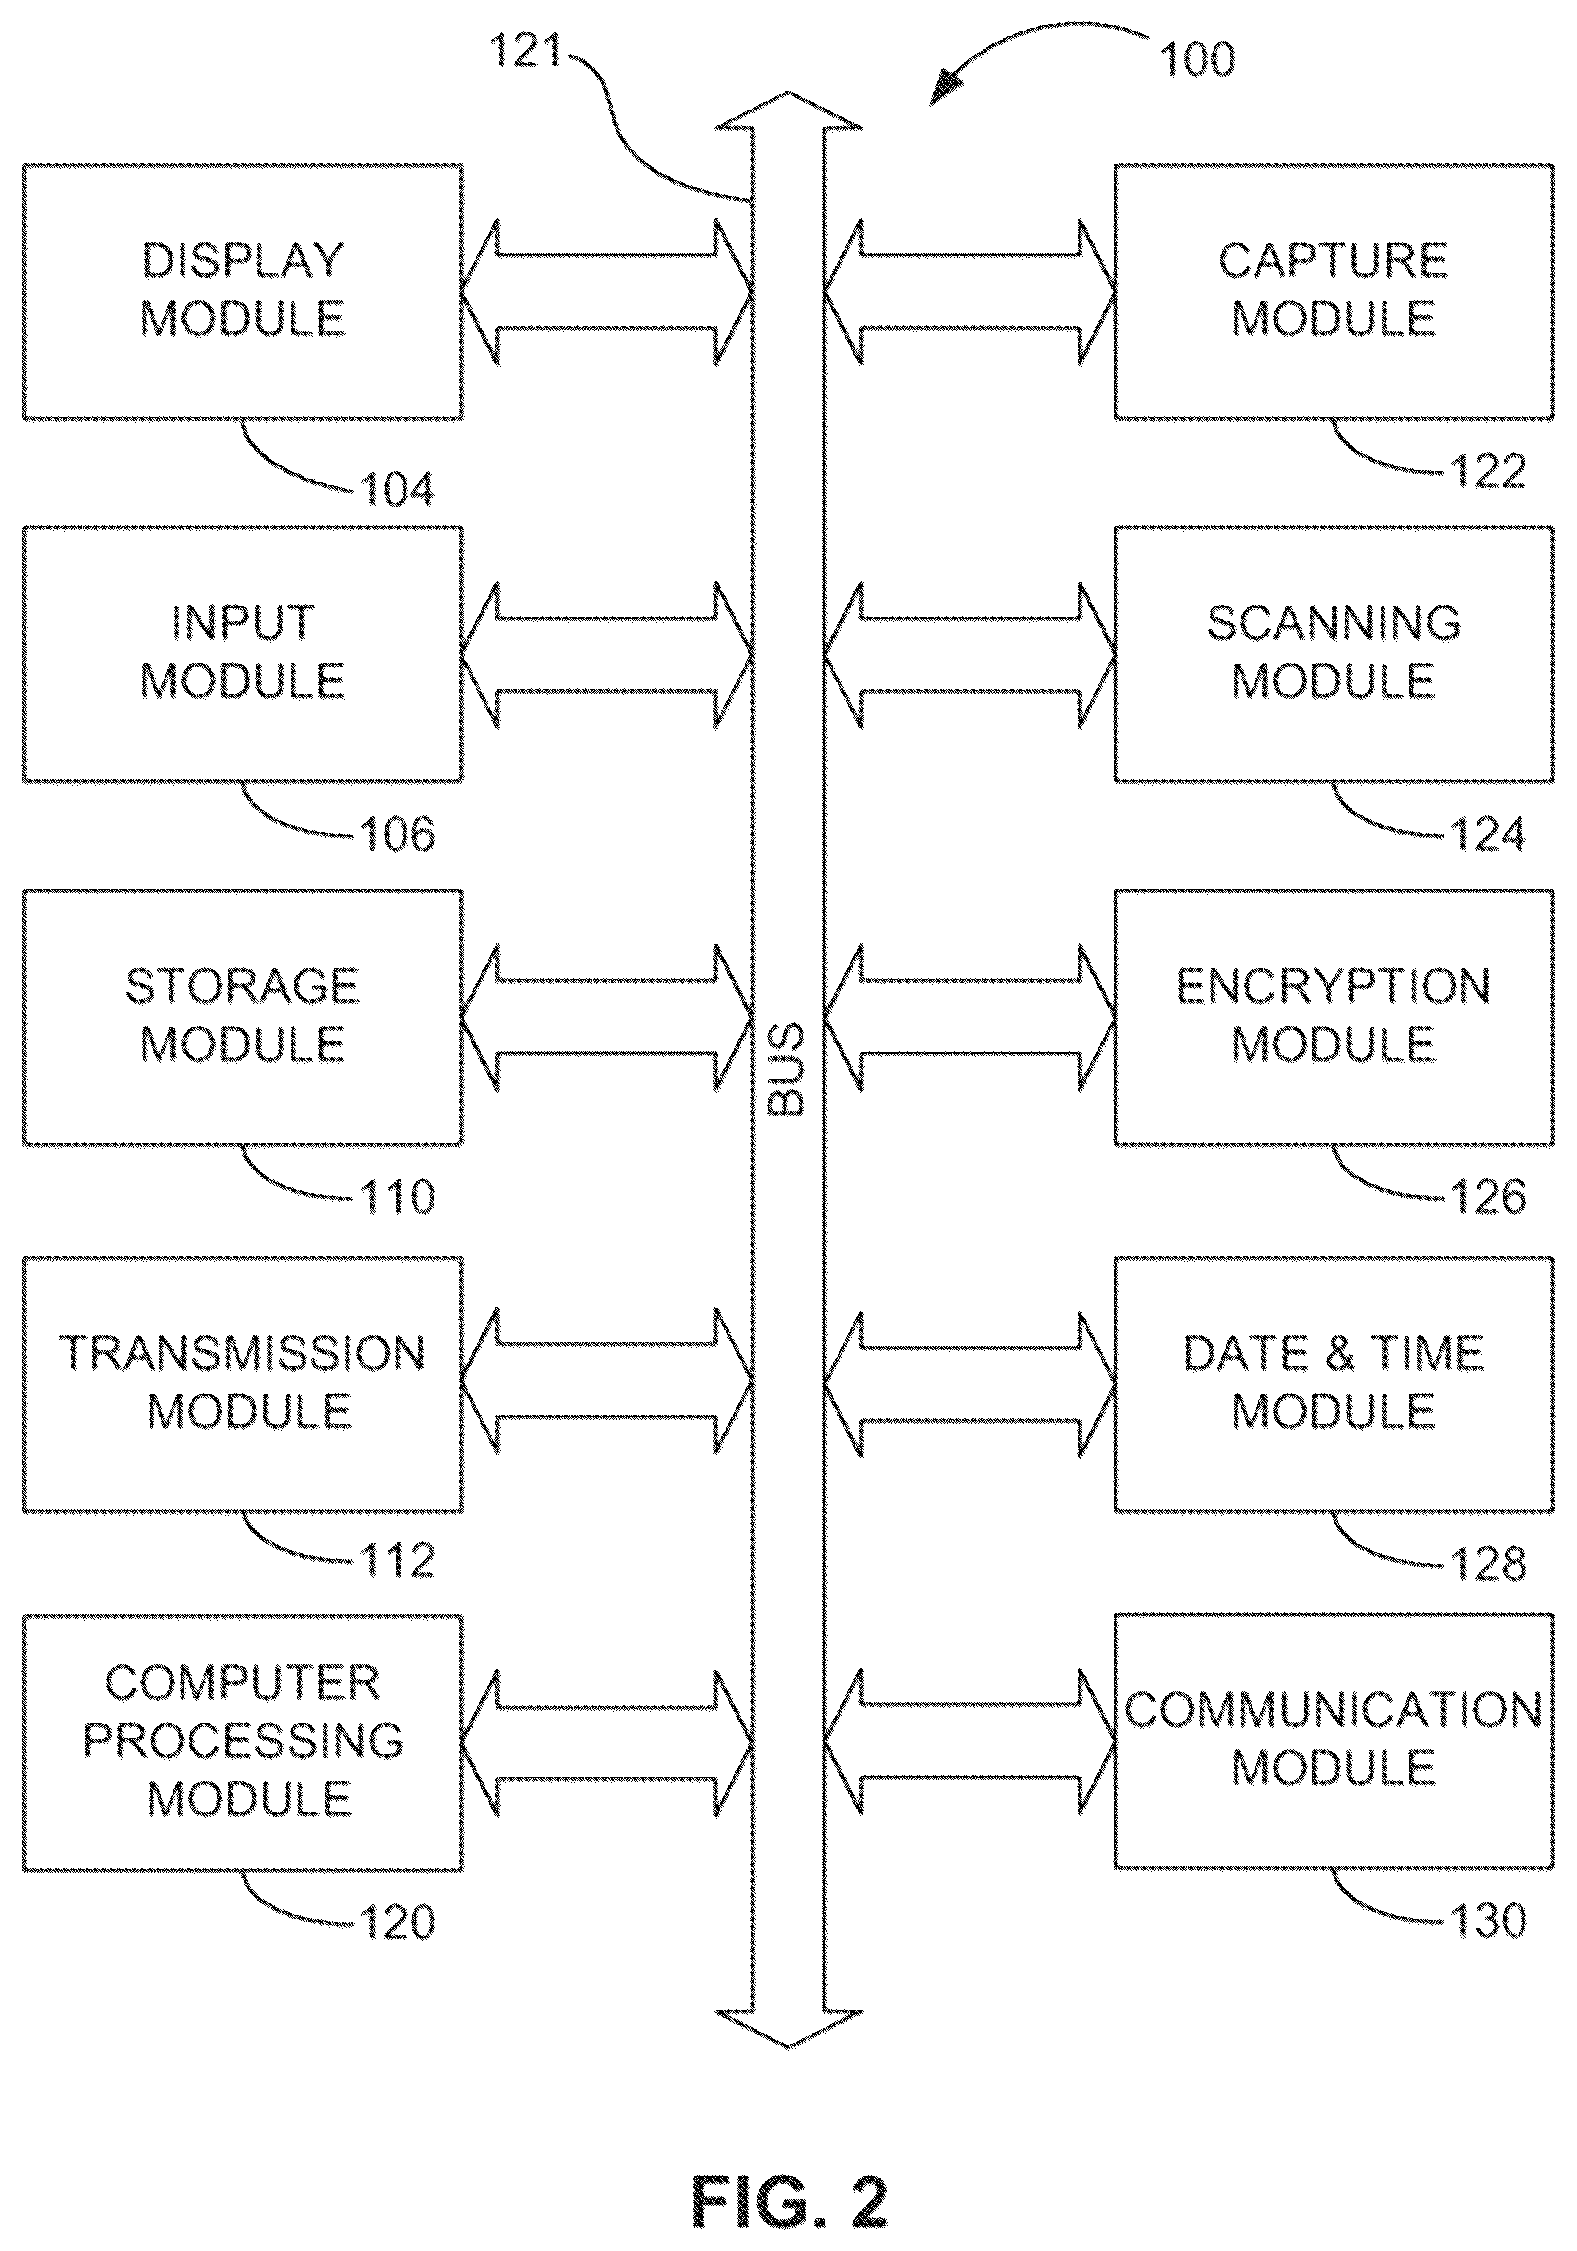 121
100
DISPLAY
MODULE
104
CAPTURE
MODULE
122
INPUT
MODULE
106
SCANNING
MODULE
124
STORAGE
MODULE
110
BUS
ENCRYPTION
MODULE
126
TRANSMISSION
MODULE
112
DATE & TIME
MODULE
128
COMPUTER
PROCESSING
MODULE
120
COMMUNICATION
MODULE
130
FIG. 2